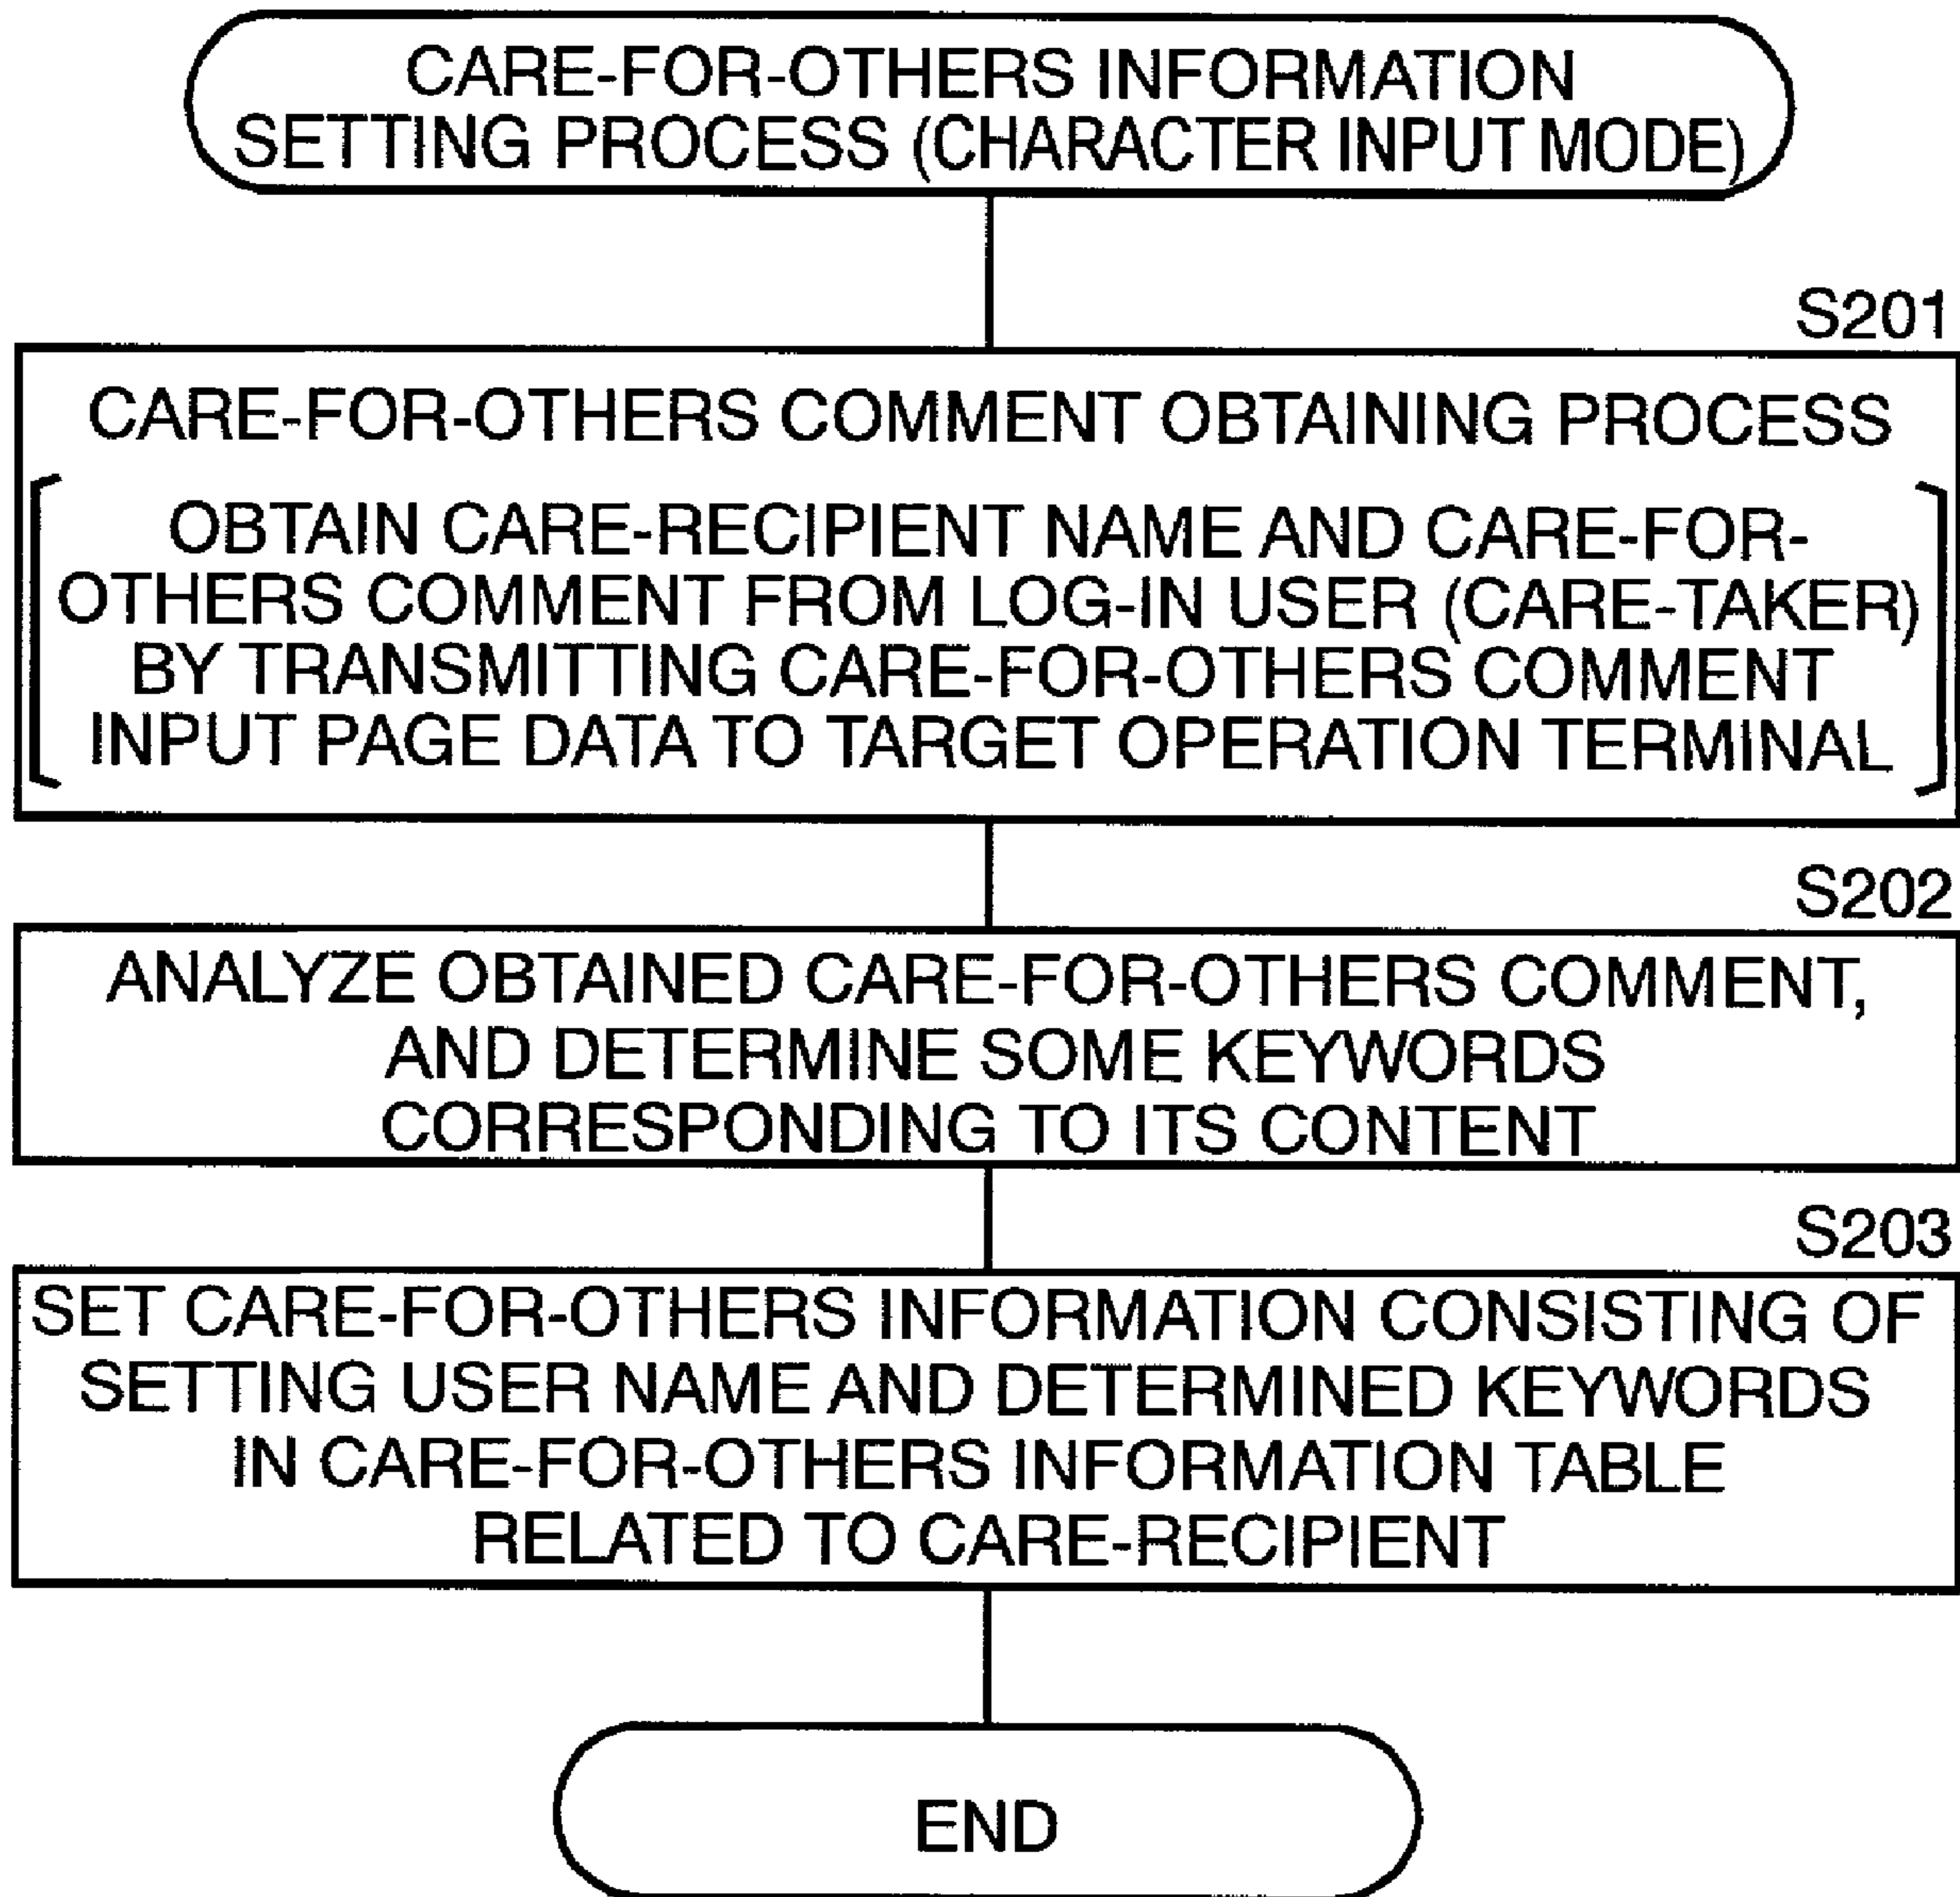 CARE-FOR-OTHERS INFORMATION
SETTING PROCESS (CHARACTER INPUT MODE)
S201
CARE-FOR-OTHERS COMMENT OBTAINING PROCESS
OBTAIN CARE-RECIPIENT NAME AND CARE-FOR-
OTHERS COMMENT FROM LOG-IN USER (CARE-TAKER)
BY TRANSMITTING CARE-FOR-OTHERS COMMENT
INPUT PAGE DATA TO TARGET OPERATION TERMINAL
S202
ANALYZE OBTAINED CARE-FOR-OTHERS COMMENT,
AND DETERMINE SOME KEYWORDS
CORRESPONDING TO ITS CONTENT
S203
SET CARE-FOR-OTHERS INFORMATION CONSISTING OF
SETTING USER NAME AND DETERMINED KEYWORDS
IN CARE-FOR-OTHERS INFORMATION TABLE
RELATED TO CARE-RECIPIENT
END